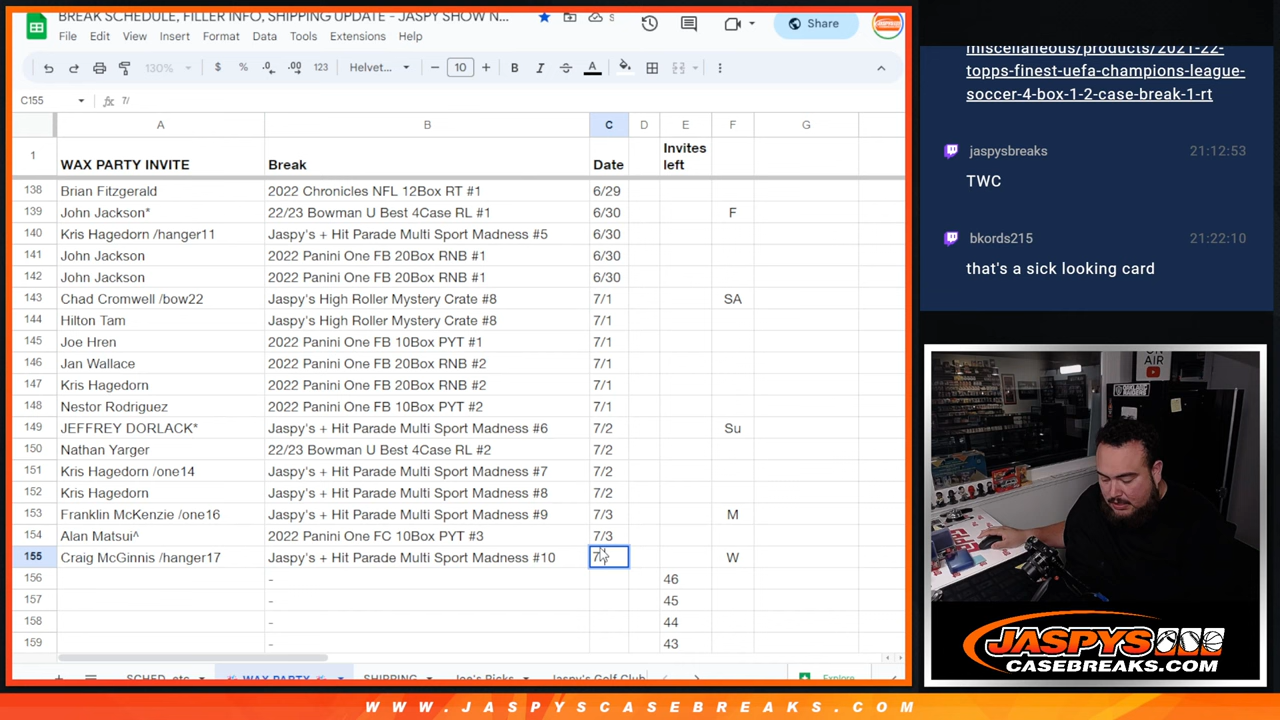 BREAK SCHEDULE, FILLER INFO, SHIPPING UPDATE - JASPY SHOW N...
Share
File Edit View Insert Format Data Tools Extensions Help
130% $ % .0 .00 123 Helvet... - 10 + B I A
C155 fx 7/
A B C D E F G
1 WAX PARTY INVITE Break Date Invites left
138 Brian Fitzgerald 2022 Chronicles NFL 12Box RT #1 6/29
139 John Jackson* 22/23 Bowman U Best 4Case RL #1 6/30 F
140 Kris Hagedorn /hanger11 Jaspy's + Hit Parade Multi Sport Madness #5 6/30
141 John Jackson 2022 Panini One FB 20Box RNB #1 6/30
142 John Jackson 2022 Panini One FB 20Box RNB #1 6/30
143 Chad Cromwell /bow22 Jaspy's High Roller Mystery Crate #8 7/1 SA
144 Hilton Tam Jaspy's High Roller Mystery Crate #8 7/1
145 Joe Hren 2022 Panini One FB 10Box PYT #1 7/1
146 Jan Wallace 2022 Panini One FB 20Box RNB #2 7/1
147 Kris Hagedorn 2022 Panini One FB 20Box RNB #2 7/1
148 Nestor Rodriguez 2022 Panini One FB 10Box PYT #2 7/1
149 JEFFREY DORLACK* Jaspy's + Hit Parade Multi Sport Madness #6 7/2 Su
150 Nathan Yarger 22/23 Bowman U Best 4Case RL #2 7/2
151 Kris Hagedorn /one14 Jaspy's + Hit Parade Multi Sport Madness #7 7/2
152 Kris Hagedorn Jaspy's + Hit Parade Multi Sport Madness #8 7/2
153 Franklin McKenzie /one16 Jaspy's + Hit Parade Multi Sport Madness #9 7/3 M
154 Alan Matsui^ 2022 Panini One FC 10Box PYT #3 7/3
155 Craig McGinnis /hanger17 Jaspy's + Hit Parade Multi Sport Madness #10 7/ W
156 - 46
157 - 45
158 - 44
159 - 43
SCHED, etc WAX PARTY SHIPPING Joe's Picks Jaspy's Golf Club Explore
miscellaneous/products/2021-22-
topps-finest-uefa-champions-league-
soccer-4-box-1-2-case-break-1-rt
jaspysbreaks 21:12:53
TWC
bkords215 21:22:10
that's a sick looking card
ON AIR
JASPYS
CASEBREAKS.COM
WWW.JASPYSCASEBREAKS.COM